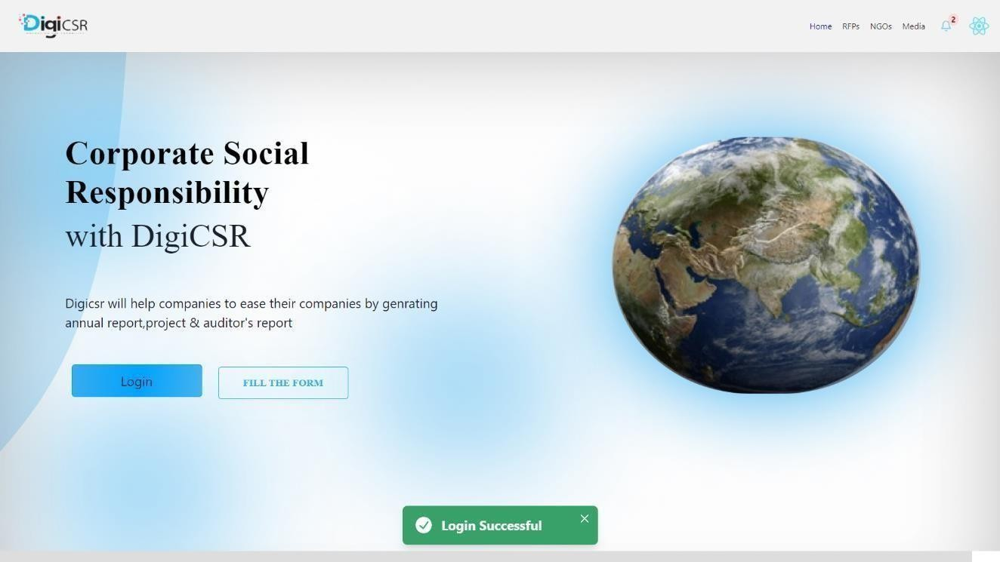 DigiCSR
Home RFPs NGOs Media 2
Corporate Social
Responsibility
with DigiCSR
Digicsr will help companies to ease their companies by genrating
annual report,project & auditor's report
Login FILL THE FORM
Login Successful